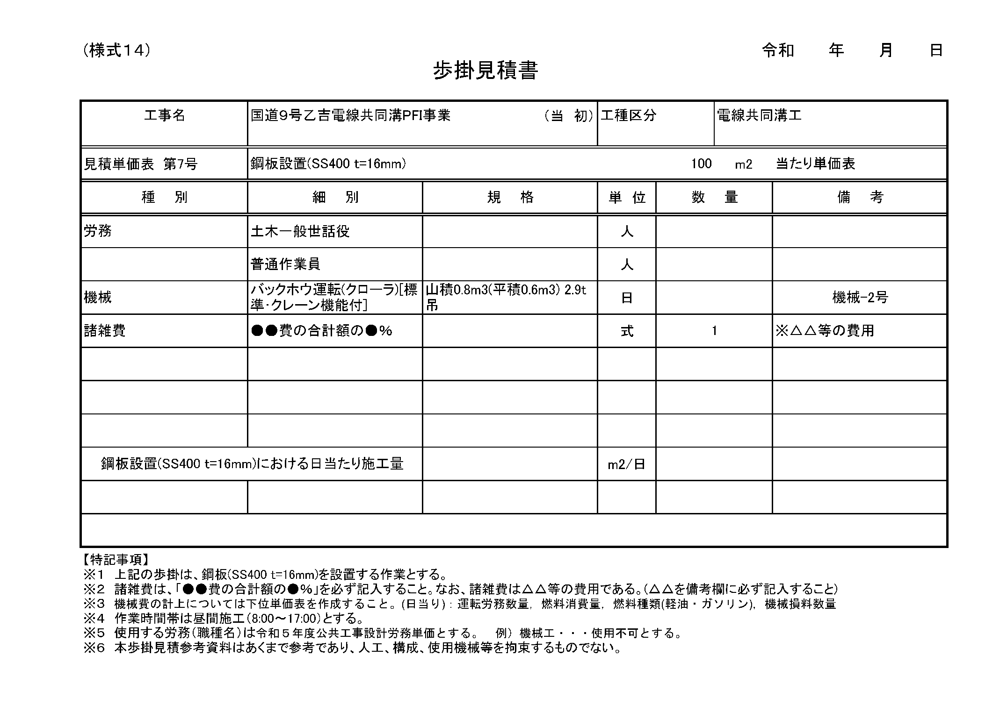 （様式１４）
令和　年　月　日
歩掛見積書
工事名　国道９号乙吉電線共同溝PFI事業　（当　初）　工種区分　電線共同溝工
見積単価表　第7号　鋼板設置(SS400 t=16mm)　100　m2　当たり単価表
種　別　細　別　規　格　単　位　数　量　備　考
労務　土木一般世話役　人
普通作業員　人
機械　バックホウ運転(クローラ)[標準･クレーン機能付]　山積0.8m3(平積0.6m3) 2.9t吊　日　機械-2号
諸雑費　●●費の合計額の●％　式　1　※△△等の費用
鋼板設置(SS400 t=16mm)における日当たり施工量　m2/日
【特記事項】
※１　上記の歩掛は、鋼板(SS400 t=16mm)を設置する作業とする。
※２　諸雑費は、「●●費の合計額の●％」を必ず記入すること。なお、諸雑費は△△等の費用である。（△△を備考欄に必ず記入すること）
※３　機械費の計上については下位単価表を作成すること。(日当り)：運転労務数量，燃料消費量，燃料種類(軽油・ガソリン)，機械損料数量
※４　作業時間帯は昼間施工（8:00～17:00）とする。
※５　使用する労務（職種名）は令和５年度公共工事設計労務単価とする。　例）機械工・・・使用不可とする。
※６　本歩掛見積参考資料はあくまで参考であり、人工、構成、使用機械等を拘束するものでない。